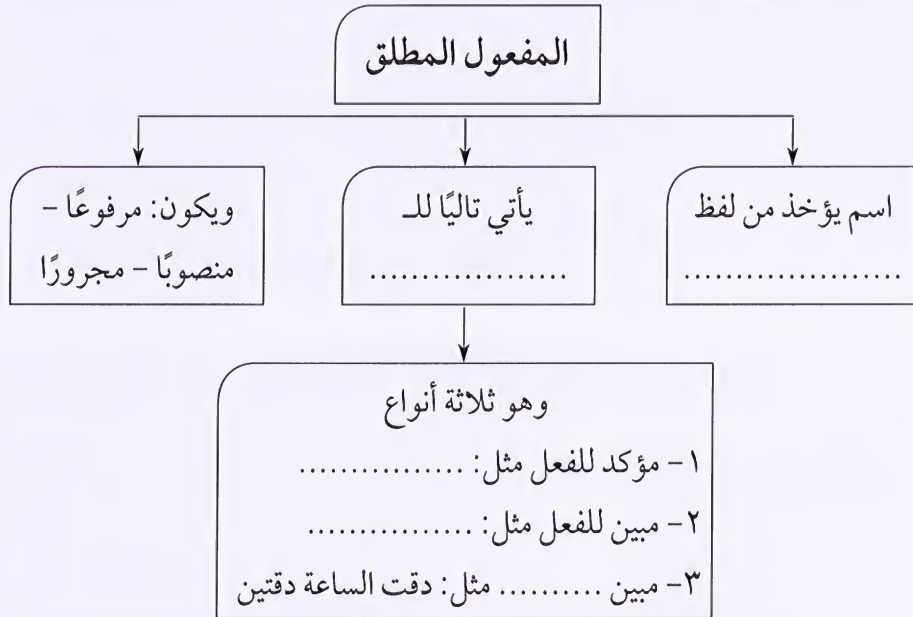 المفعول المطلق
اسم يؤخذ من لفظ
.....................
يأتي تاليًا للـ
...................
ويكون: مرفوعًا –
منصوبًا – مجرورًا
وهو ثلاثة أنواع
١- مؤكد للفعل مثل: ................
٢- مبين للفعل مثل: ................
٣- مبين .......... مثل: دقت الساعة دقتين